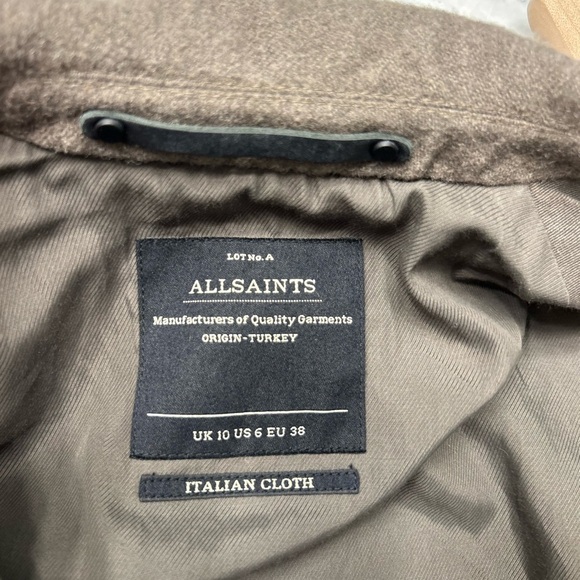 LOT No. A
ALLSAINTS
Manufacturers of Quality Garments
ORIGIN-TURKEY
UK 10 US 6 EU 38
ITALIAN CLOTH